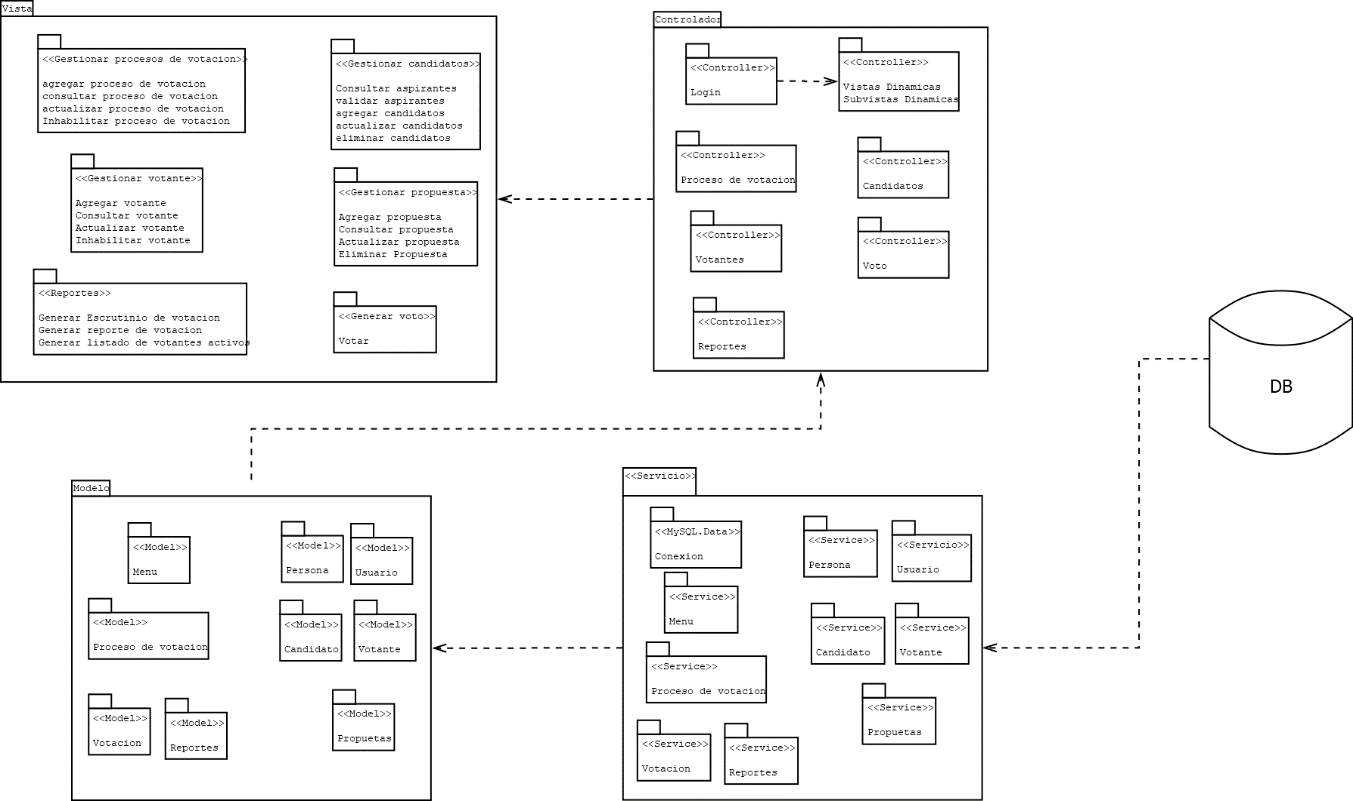 Vista
<<Gestionar procesos de votacion>>
agregar proceso de votacion
consultar proceso de votacion
actualizar proceso de votacion
Inhabilitar proceso de votacion
<<Gestionar candidatos>>
Consultar aspirantes
validar aspirantes
agregar candidatos
actualizar candidatos
eliminar candidatos
<<Gestionar votante>>
Agregar votante
Consultar votante
Actualizar votante
Inhabilitar votante
<<Gestionar propuesta>>
Agregar propuesta
Consultar propuesta
Actualizar propuesta
Eliminar Propuesta
<<Reportes>>
Generar Escrutinio de votacion
Generar reporte de votacion
Generar listado de votantes activos
<<Generar voto>>
Votar
Controlador
<<Controller>>
Login
<<Controller>>
Vistas Dinamicas
Subvistas Dinamicas
<<Controller>>
Proceso de votacion
<<Controller>>
Candidatos
<<Controller>>
Votantes
<<Controller>>
Voto
<<Controller>>
Reportes
DB
Modelo
<<Model>>
Menu
<<Model>>
Persona
<<Model>>
Usuario
<<Model>>
Proceso de votacion
<<Model>>
Candidato
<<Model>>
Votante
<<Model>>
Votacion
<<Model>>
Reportes
<<Model>>
Propuetas
<<Servicio>>
<<MySQL.Data>>
Conexion
<<Service>>
Persona
<<Servicio>>
Usuario
<<Service>>
Menu
<<Service>>
Candidato
<<Service>>
Votante
<<Service>>
Proceso de votacion
<<Service>>
Propuetas
<<Service>>
Votacion
<<Service>>
Reportes